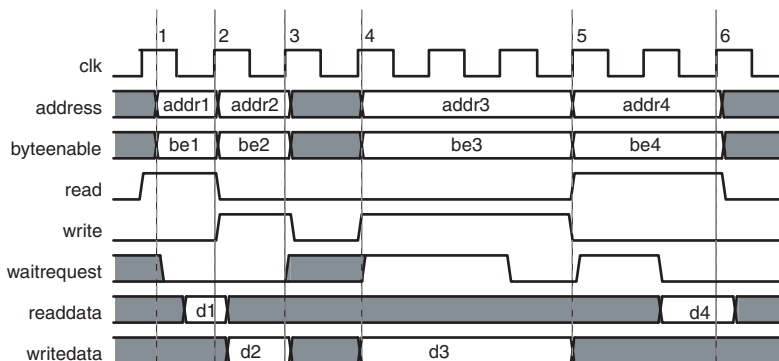 1 2 3 4 5 6
clk
address addr1 addr2 addr3 addr4
byteenable be1 be2 be3 be4
read
write
waitrequest
readdata d1 d4
writedata d2 d3